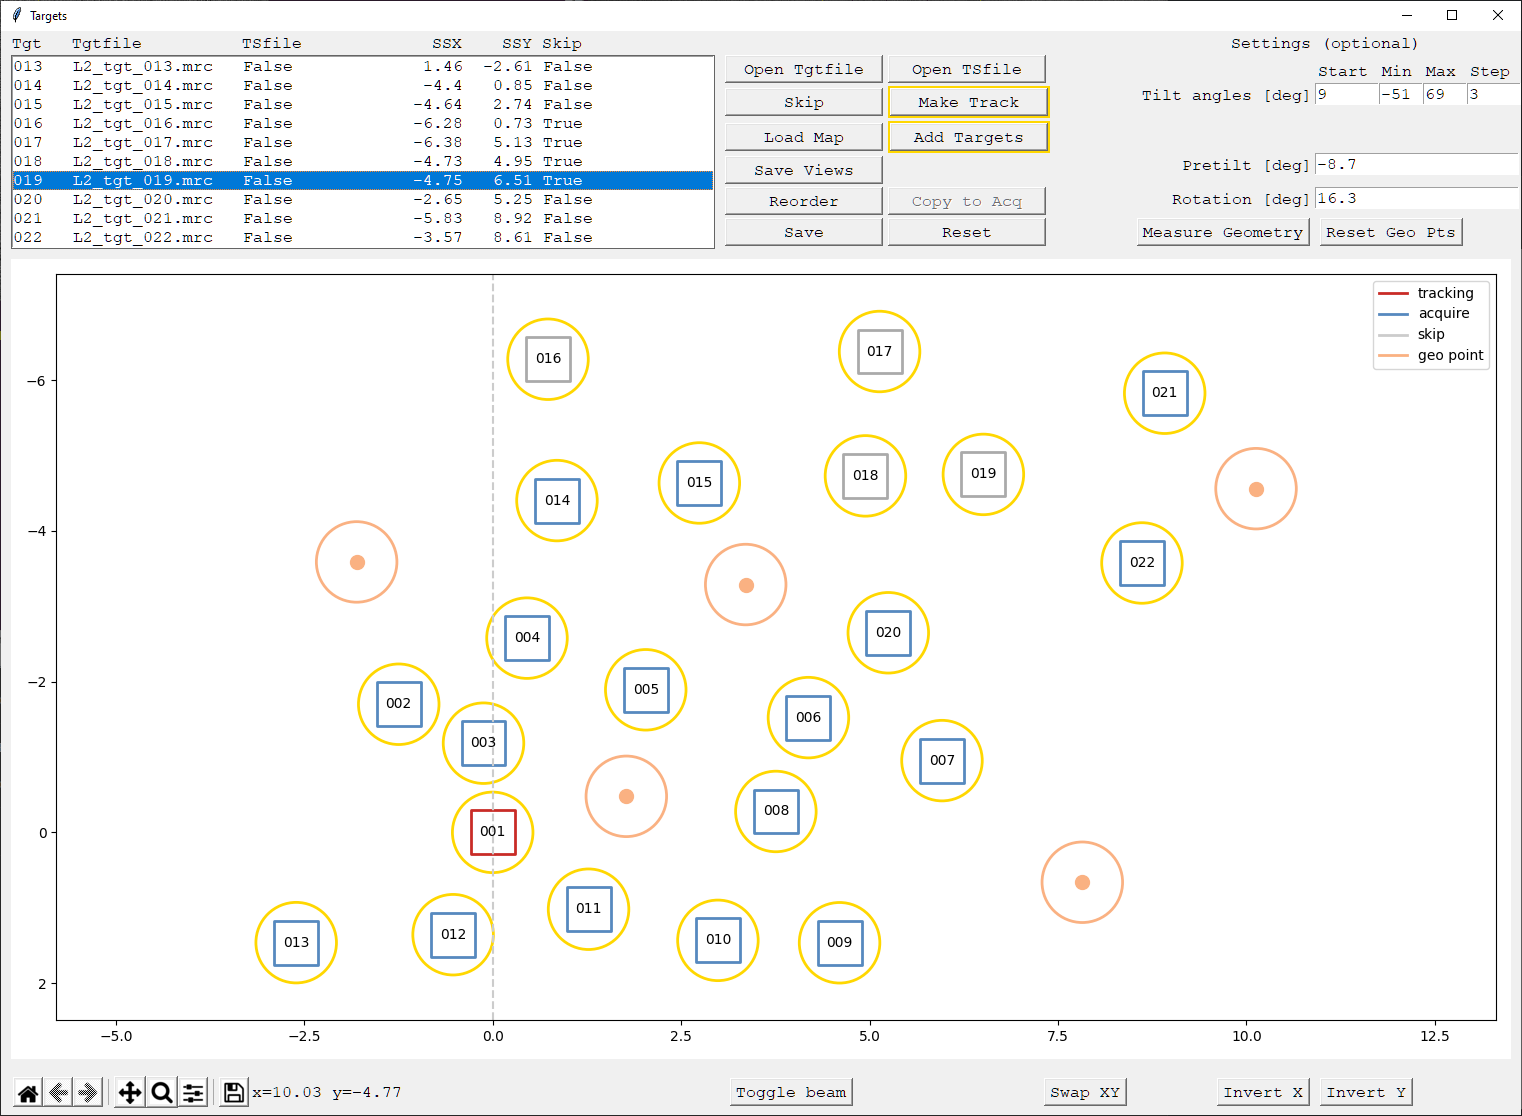 Targets
Tgt Tgtfile TSfile SSX SSY Skip
013 L2_tgt_013.mrc False 1.46 -2.61 False
014 L2_tgt_014.mrc False -4.4 0.85 False
015 L2_tgt_015.mrc False -4.64 2.74 False
016 L2_tgt_016.mrc False -6.28 0.73 True
017 L2_tgt_017.mrc False -6.38 5.13 True
018 L2_tgt_018.mrc False -4.73 4.95 True
019 L2_tgt_019.mrc False -4.75 6.51 True
020 L2_tgt_020.mrc False -2.65 5.25 False
021 L2_tgt_021.mrc False -5.83 8.92 False
022 L2_tgt_022.mrc False -3.57 8.61 False
Open Tgtfile Open TSfile
Skip Make Track
Load Map Add Targets
Save Views
Reorder Copy to Acq
Save Reset
Settings (optional)
Start Min Max Step
Tilt angles [deg] 9 -51 69 3
Pretilt [deg] -8.7
Rotation [deg] 16.3
Measure Geometry Reset Geo Pts
tracking
acquire
skip
geo point
016
017
021
015
018
019
014
022
004
020
005
002
006
003
007
008
001
011
012
010
009
013
−6
−4
−2
0
2
−5.0 −2.5 0.0 2.5 5.0 7.5 10.0 12.5
x=10.03 y=-4.77
Toggle beam Swap XY Invert X Invert Y